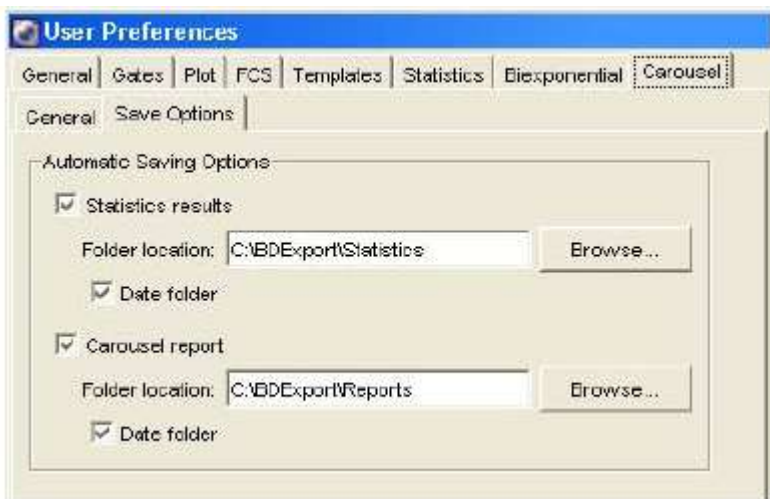 User Preferences
General Gates Plot FCS Templates Statistics Biexponential Carousel
General Save Options
Automatic Saving Options
Statistics results
Folder location: C:\BDExport\Statistics Browse...
Date folder
Carousel report
Folder location: C:\BDExport\Reports Browse...
Date folder